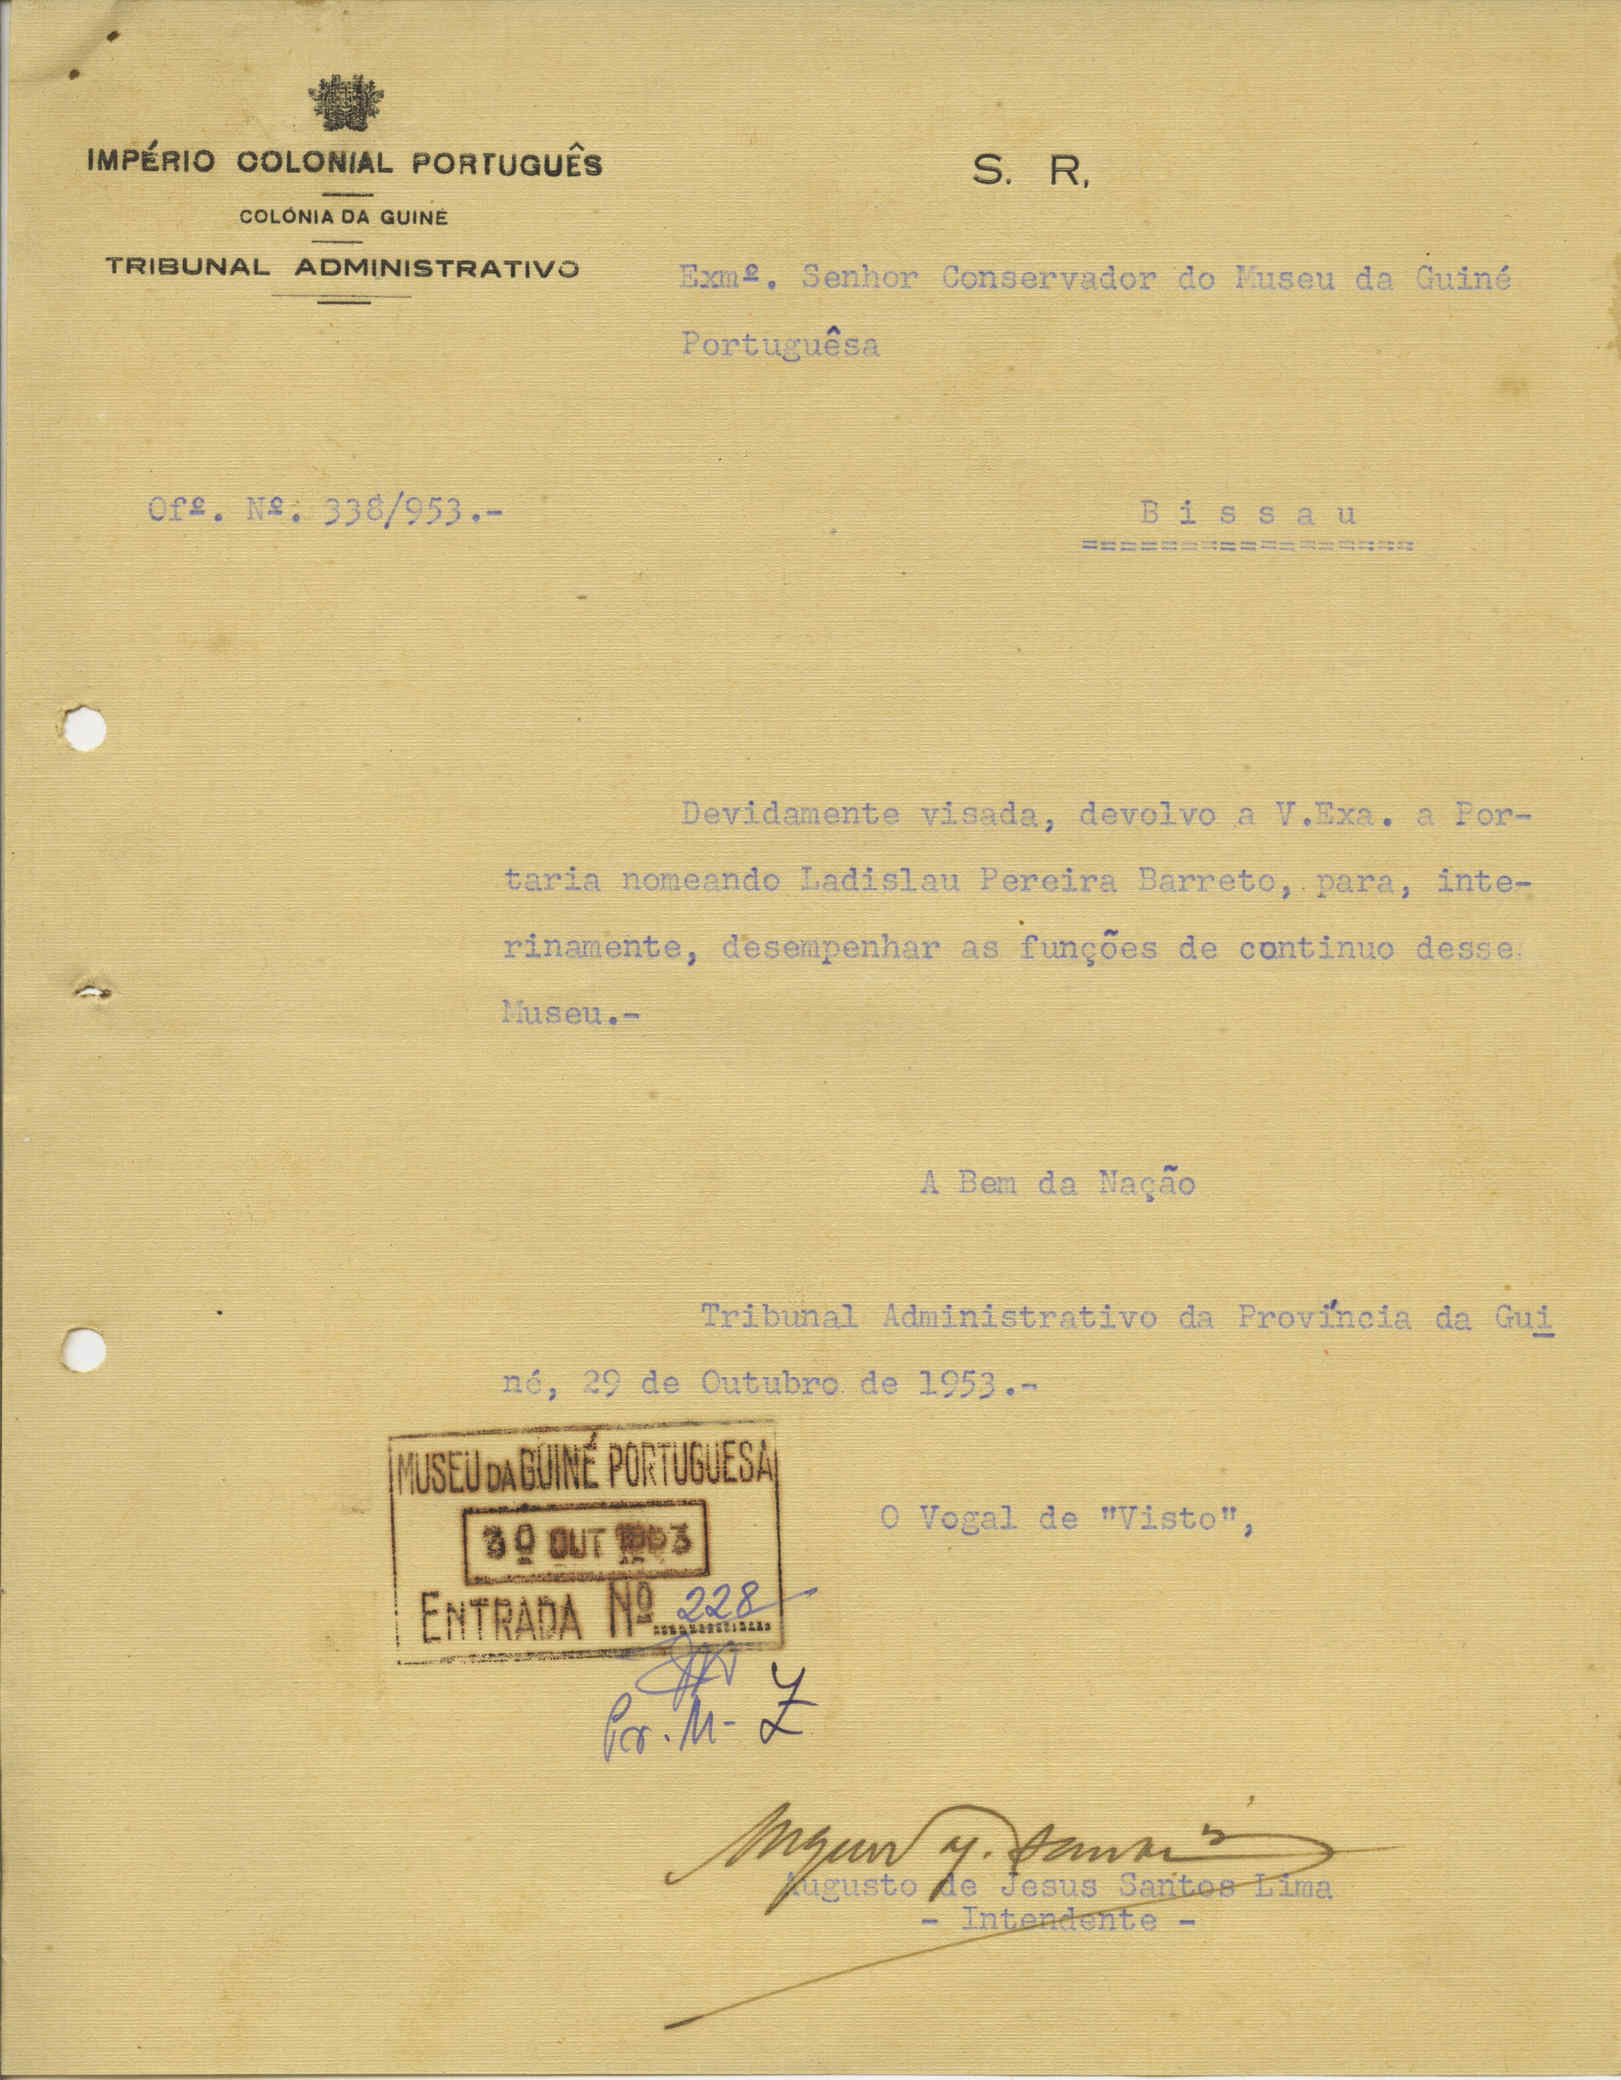 IMPÉRIO COLONIAL PORTUGUÊS
COLÓNIA DA GUINÉ
TRIBUNAL ADMINISTRATIVO
S. R.
Exmº. Senhor Conservador do Museu da Guiné
Portuguêsa
Ofº. Nº. 338/953.-
B i s s a u
=================
Devidamente visada, devolvo a V.Exa. a Por-
taria nomeando Ladislau Pereira Barreto, para, inte-
rinamente, desempenhar as funções de continuo desse
Museu.-
A Bem da Nação
Tribunal Administrativo da Província da Gui
né, 29 de Outubro de 1953.-
MUSEU DA GUINÉ PORTUGUESA
30 OUT 1953
ENTRADA Nº 228
O Vogal de "Visto",
Augusto de Jesus Santos Lima
- Intendente -